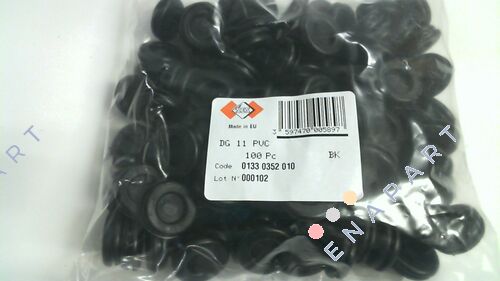 Made in EU
3 597470 005897
DG 11 PVC
100 Pc BK
Code 0133 0352 010
Lot N° 000102
ENAPART